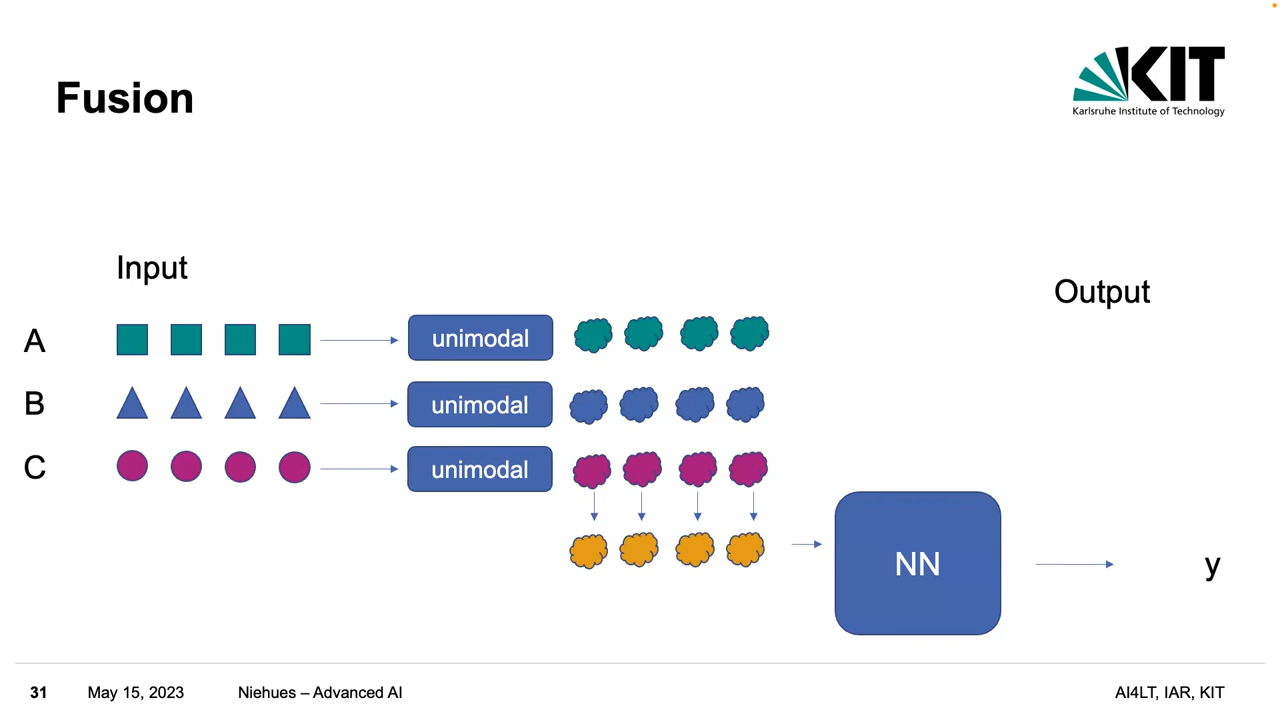 Fusion
KIT
Karlsruhe Institute of Technology
Input
Output
A
unimodal
B
unimodal
C
unimodal
NN
y
31
May 15, 2023
Niehues – Advanced AI
AI4LT, IAR, KIT